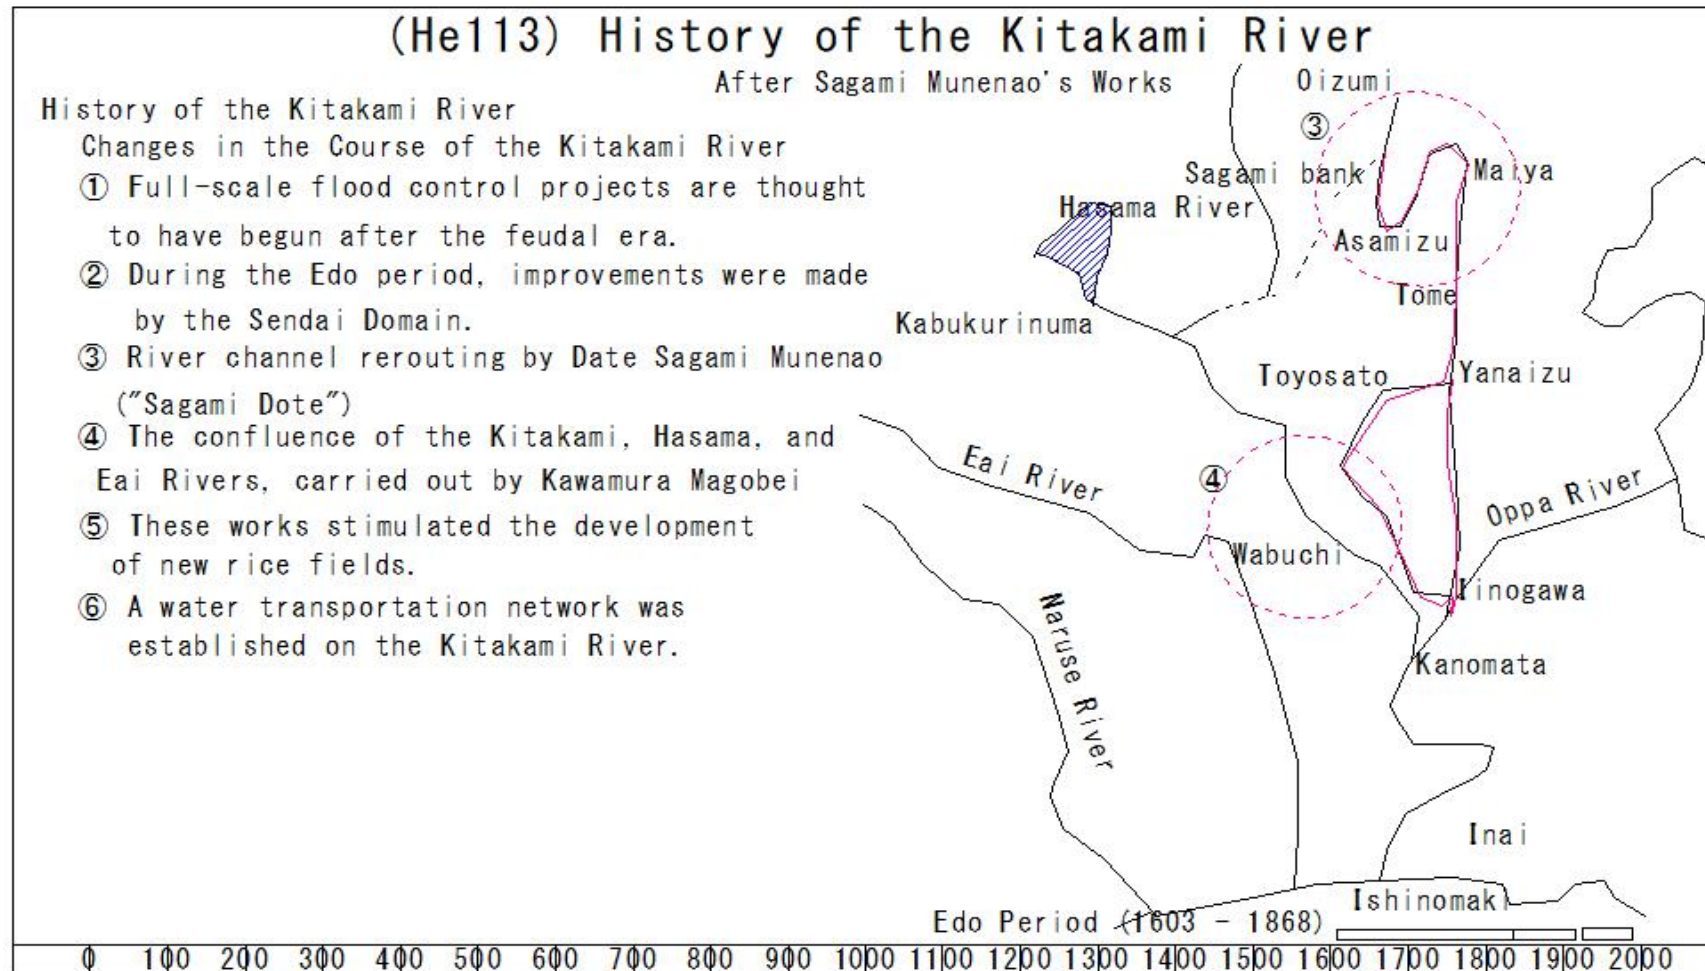 (He113) History of the Kitakami River
After Sagami Munenao's Works
History of the Kitakami River
Changes in the Course of the Kitakami River
① Full-scale flood control projects are thought
to have begun after the feudal era.
② During the Edo period, improvements were made
by the Sendai Domain.
③ River channel rerouting by Date Sagami Munenao
("Sagami Dote")
④ The confluence of the Kitakami, Hasama, and
Eai Rivers, carried out by Kawamura Magobei
⑤ These works stimulated the development
of new rice fields.
⑥ A water transportation network was
established on the Kitakami River.
Oizumi
③
Sagami bank
Maiya
Hasama River
Asamizu
Tome
Kabukurinuma
Toyosato
Yanaizu
Eai River
④
Oppa River
Wabuchi
Iinogawa
Naruse River
Kanomata
Inai
Ishinomaki
Edo Period (1603 - 1868)
0 100 200 300 400 500 600 700 800 900 1000 1100 1200 1300 1400 1500 1600 1700 1800 1900 2000